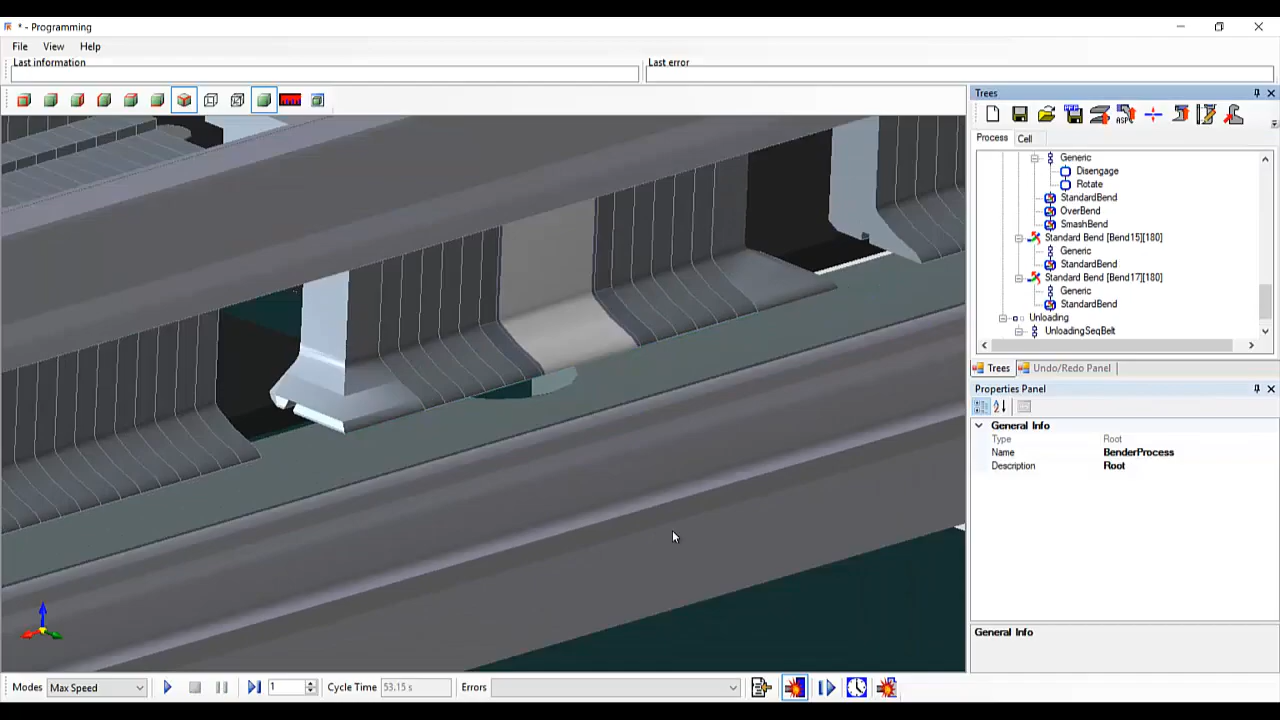 * - Programming
File View Help
Last information
Last error
Trees
ASP
Process Cell
Generic
Disengage
Rotate
StandardBend
OverBend
SmashBend
Standard Bend [Bend15][180]
Generic
StandardBend
Standard Bend [Bend17][180]
Generic
StandardBend
Unloading
UnloadingSeqBelt
Trees Undo/Redo Panel
Properties Panel
General Info
Type Root
Name BenderProcess
Description Root
General Info
Modes Max Speed 1 Cycle Time 53.15 s Errors